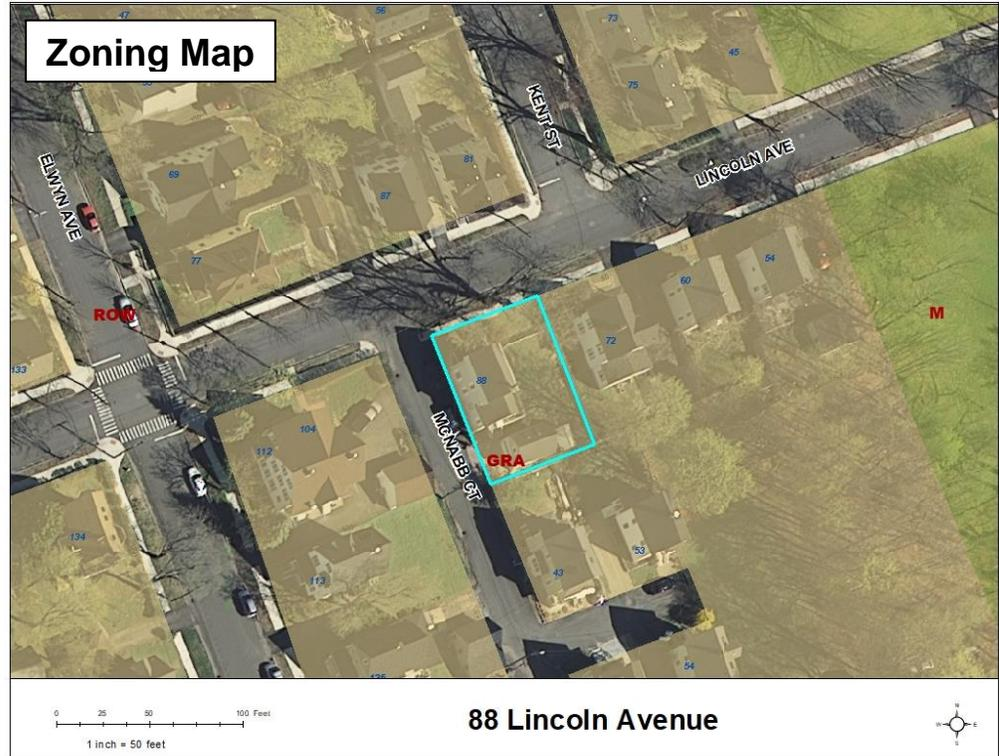 Zoning Map
47
56
73
45
75
KENT ST
LINCOLN AVE
ELWYN AVE
69
81
87
77
ROW
133
54
60
M
72
88
MCNABB CT
GRA
104
112
134
113
43
53
54
0 25 50 100 Feet
1 inch = 50 feet
88 Lincoln Avenue
N
W E
S